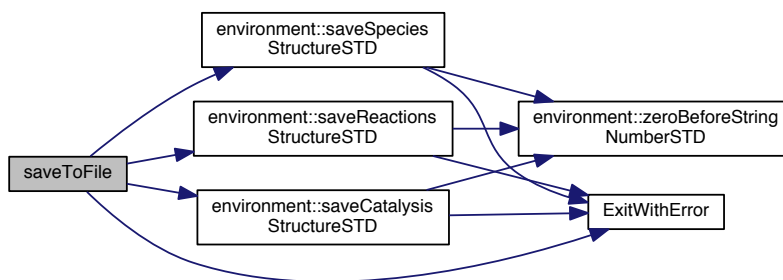 saveToFile
environment::saveSpecies
StructureSTD
environment::saveReactions
StructureSTD
environment::saveCatalysis
StructureSTD
environment::zeroBeforeString
NumberSTD
ExitWithError